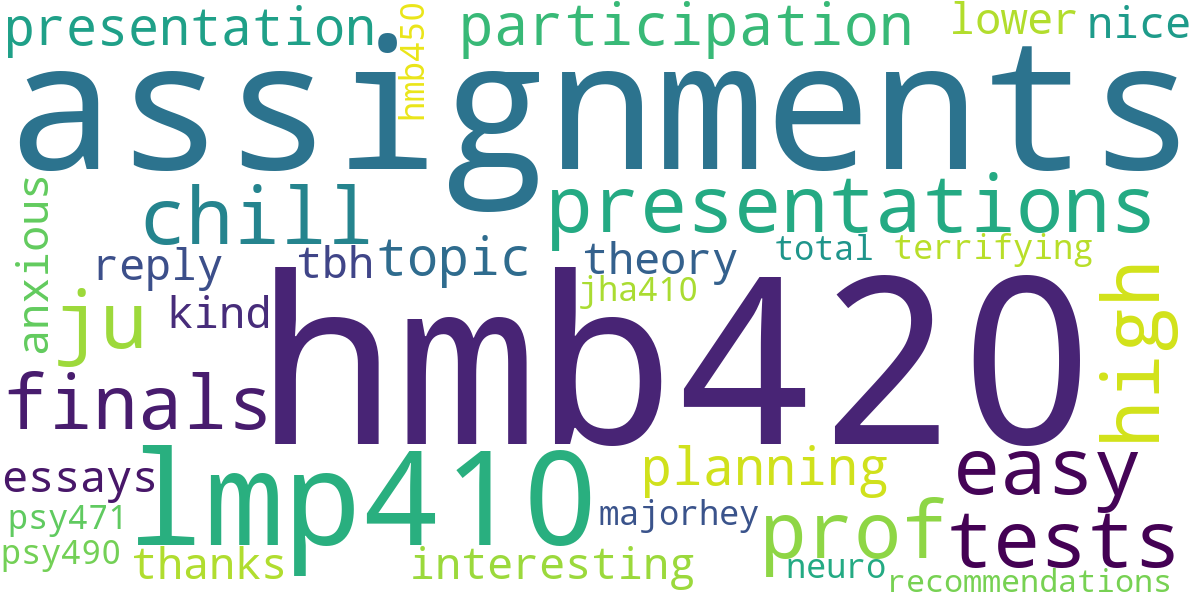 presentation
hmb450
participation
lower
nice
assignments
anxious
chill
presentations
reply
tbh
topic
theory
total
terrifying
ju
kind
jha410
high
hmb420
finals
essays
lmp410
planning
easy
psy471
majorhey
prof
tests
psy490
thanks
interesting
neuro
recommendations